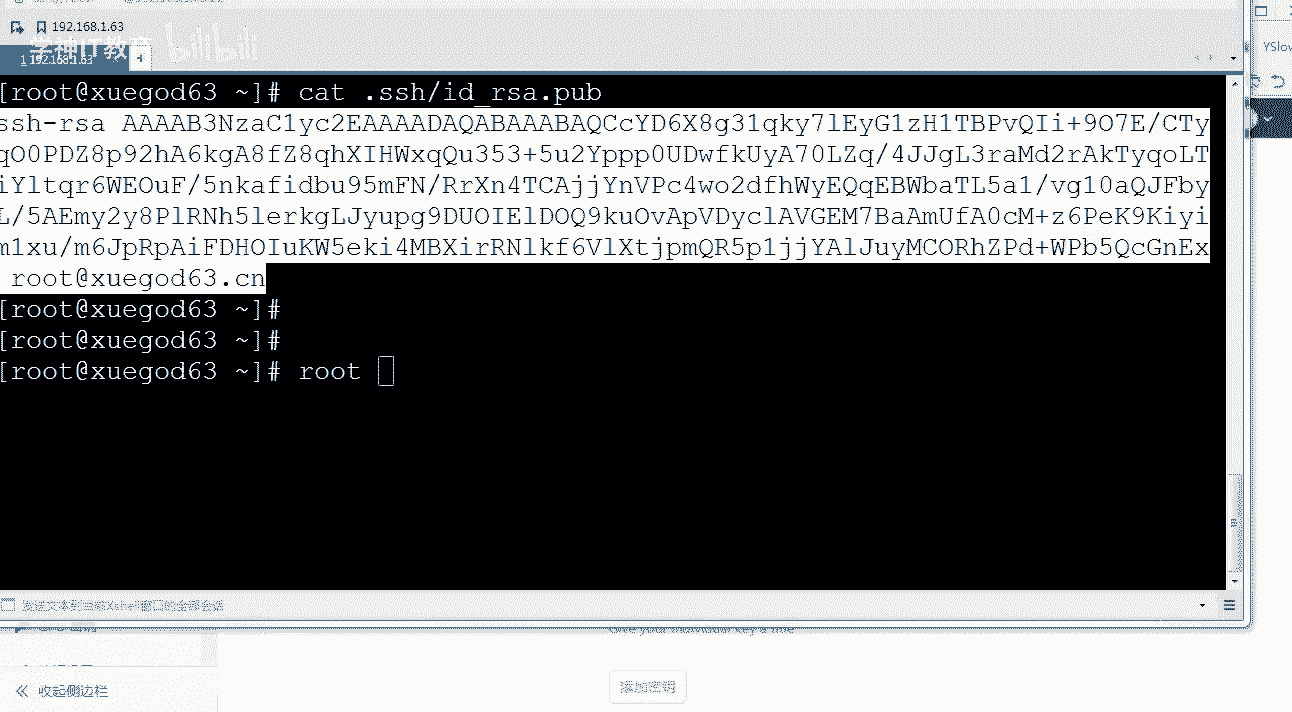 192.168.1.63
学神IT教育 bilibili
1 192.168.1.63
YSlow
[root@xuegod63 ~]# cat .ssh/id_rsa.pub
ssh-rsa AAAAB3NzaC1yc2EAAAADAQABAAABAQCcYD6X8g31qky7lEyG1zH1TBPvQIi+9O7E/CTy
qO0PDZ8p92hA6kgA8fZ8qhXIHWxqQu353+5u2Yppp0UDwfkUyA70LZq/4JJgL3raMd2rAkTyqoLT
iYltqr6WEOuF/5nkafidbu95mFN/RrXn4TCAjjYnVPc4wo2dfhWyEQqEBWbaTL5a1/vg10aQJFby
L/5AEmy2y8PlRNh5lerkgLJyupg9DUOIElDOQ9kuOvApVDyclAVGEM7BaAmUfA0cM+z6PeK9Kiyi
m1xu/m6JpRpAiFDHOIuKW5eki4MBXirRNlkf6VlXtjpmQR5p1jjYAlJuyMCORhZPd+WPb5QcGnEx
root@xuegod63.cn
[root@xuegod63 ~]#
[root@xuegod63 ~]#
[root@xuegod63 ~]# root
发送文本到当前Xshell窗口的全部会话
Give your individual key a title
添加密钥
收起侧边栏